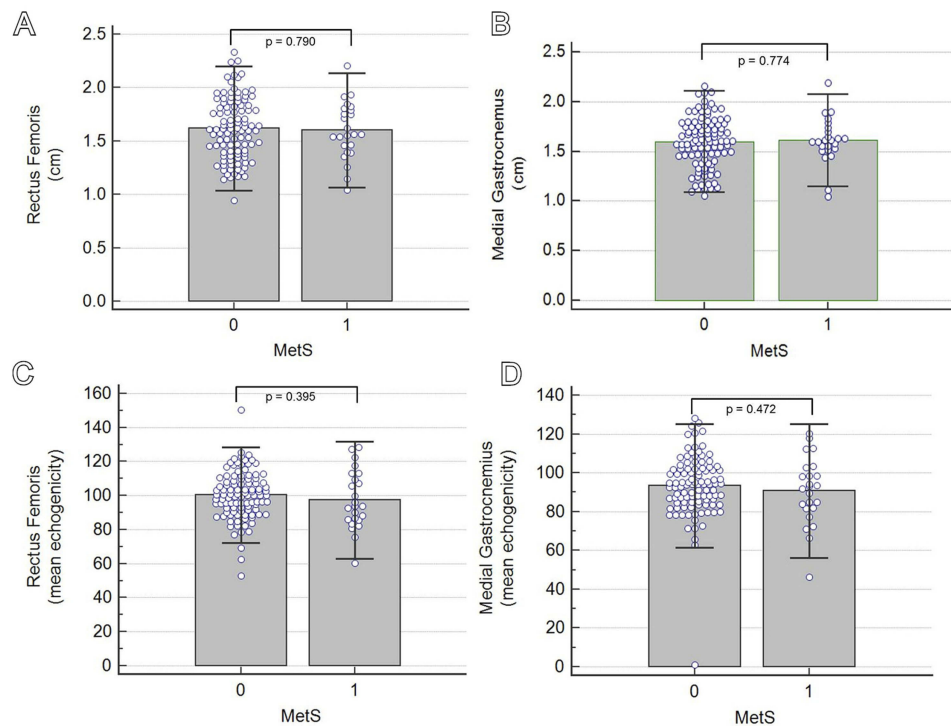 A
Rectus Femoris
(cm)
2.5
2.0
1.5
1.0
0.5
0.0
p = 0.790
0 1
MetS
B
Medial Gastrocnemus
(cm)
2.5
2.0
1.5
1.0
0.5
0.0
p = 0.774
0 1
MetS
C
Rectus Femoris
(mean echogenicity)
160
140
120
100
80
60
40
20
0
p = 0.395
0 1
MetS
D
Medial Gastrocnemius
(mean echogenicity)
140
120
100
80
60
40
20
0
p = 0.472
0 1
MetS